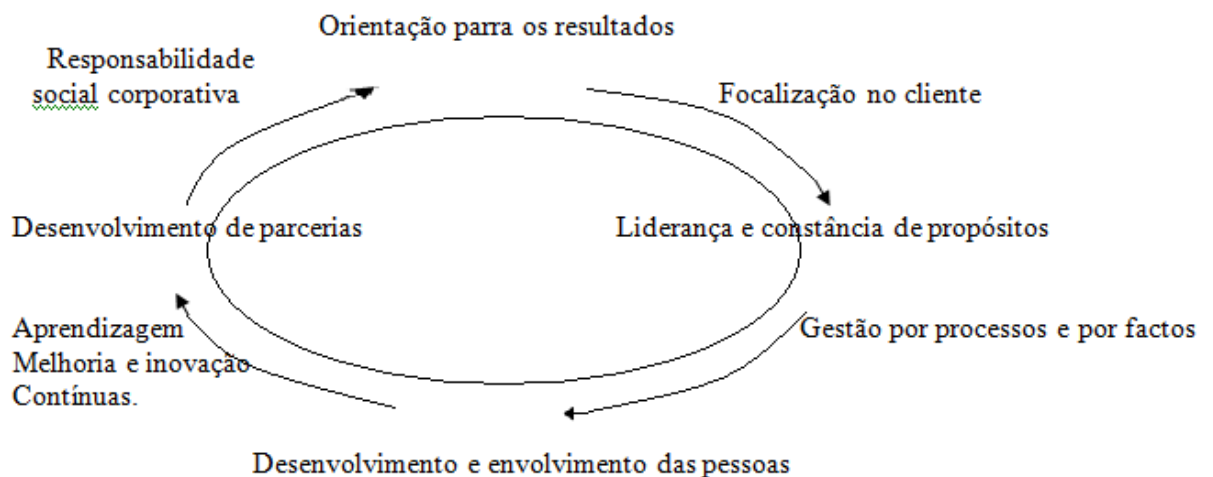 Orientação parra os resultados
Responsabilidade
social corporativa
Focalização no cliente
Desenvolvimento de parcerias
Liderança e constância de propósitos
Aprendizagem
Melhoria e inovação
Contínuas.
Gestão por processos e por factos
Desenvolvimento e envolvimento das pessoas